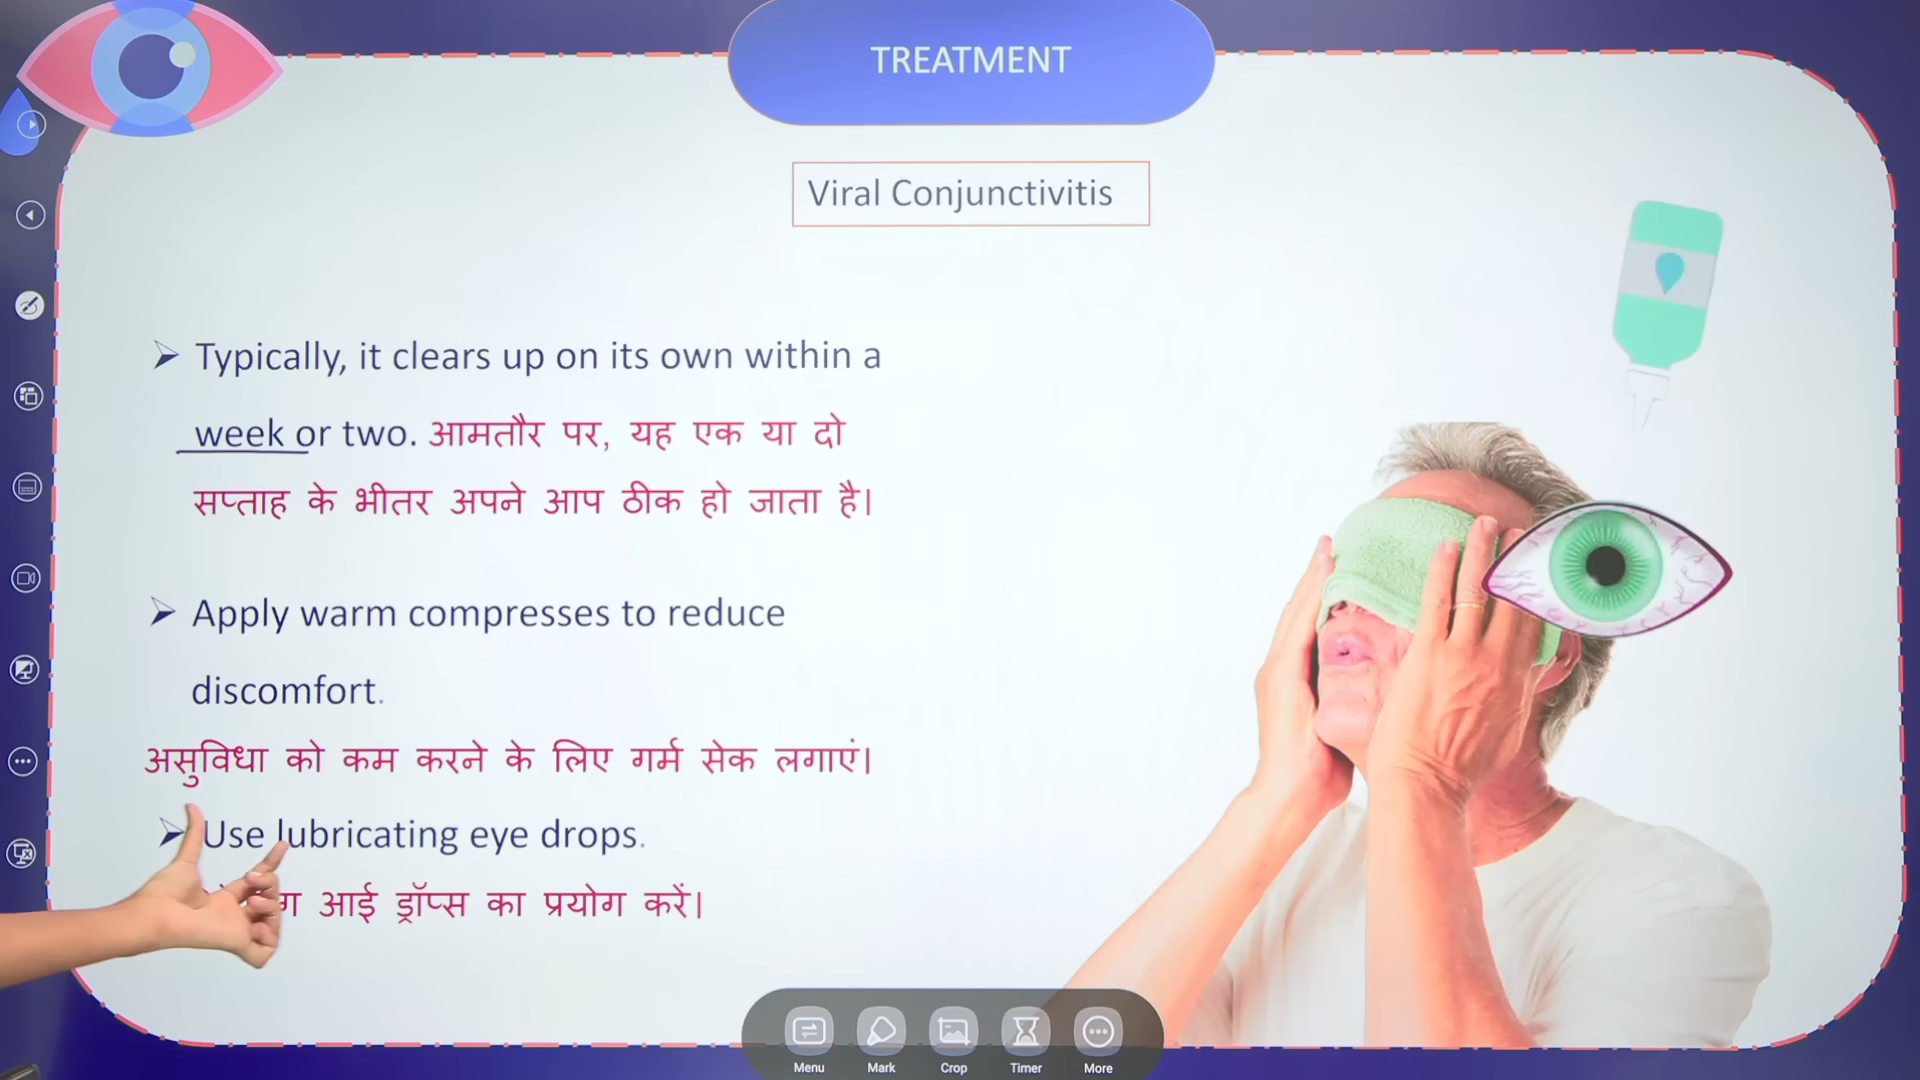 TREATMENT
Viral Conjunctivitis
Typically, it clears up on its own within a
week or two. आमतौर पर, यह एक या दो
सप्ताह के भीतर अपने आप ठीक हो जाता है।
Apply warm compresses to reduce
discomfort.
असुविधा को कम करने के लिए गर्म सेक लगाएं।
Use lubricating eye drops.
आई ड्रॉप्स का प्रयोग करें।
Menu Mark Crop Timer More